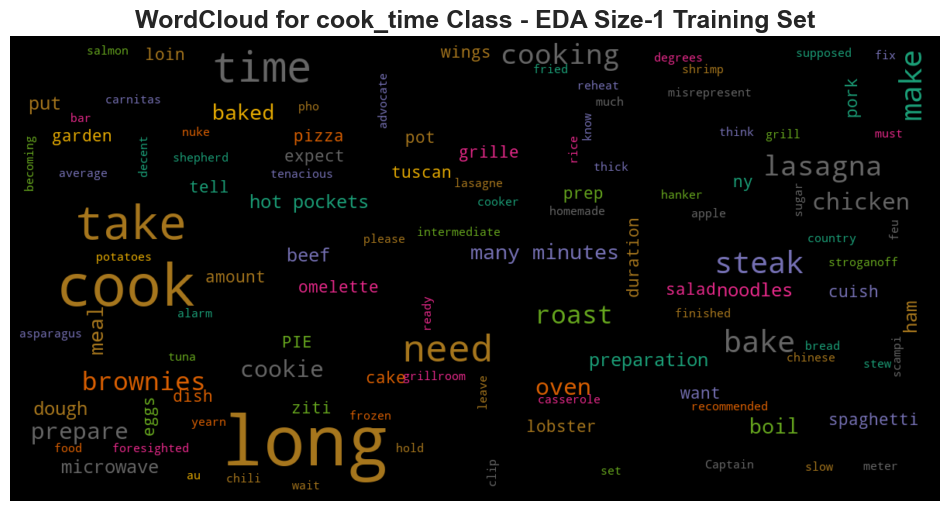 WordCloud for cook_time Class - EDA Size-1 Training Set
salmon
loin
time
wings
cooking
fried
degrees
shrimp
supposed
fix
make
put
carnitas
bar
baked
pho
advocate
reheat
much
know
misrepresent
pork
garden
nuke
pizza
pot
think
grill
must
becoming
decent
shepherd
expect
grille
rice
thick
lasagna
average
tell
tenacious
tuscan
lasagne
prep
hanker
ny
sugar
chicken
hot pockets
cooker
homemade
apple
feu
take
please
intermediate
country
potatoes
beef
many minutes
duration
steak
stroganoff
cook
amount
omelette
salad
noodles
cuish
meal
alarm
ready
roast
finished
ham
asparagus
tuna
PIE
need
preparation
bake
bread
chinese
scampi
stew
brownies
cookie
cake
grillroom
oven
casserole
want
recommended
dish
leave
dough
eggs
yearn
ziti
frozen
lobster
boil
spaghetti
prepare
food
foresighted
long
hold
microwave
au
chili
wait
clip
set
Captain
slow
meter